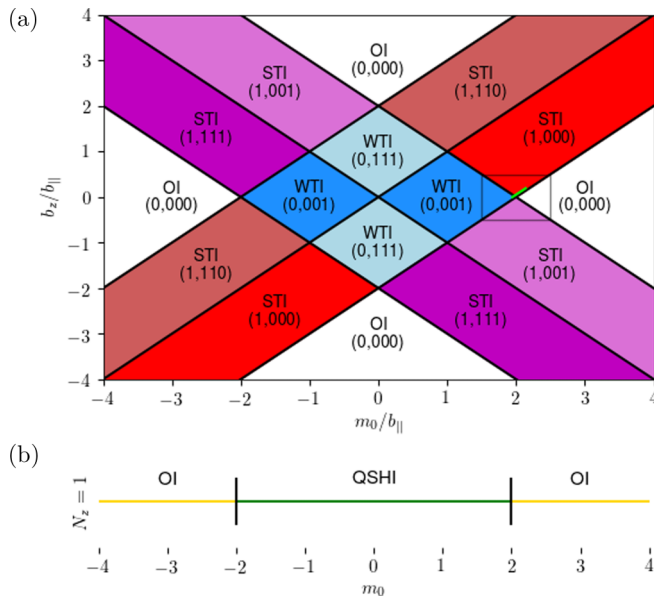 (a)
4
3
2
1
0
−1
−2
−3
−4
b_z/b_||
OI
(0,000)
STI
(1,001)
STI
(1,110)
STI
(1,111)
STI
(1,000)
WTI
(0,111)
OI
(0,000)
WTI
(0,001)
WTI
(0,001)
OI
(0,000)
WTI
(0,111)
STI
(1,110)
STI
(1,001)
STI
(1,000)
STI
(1,111)
OI
(0,000)
−4 −3 −2 −1 0 1 2 3 4
m_0/b_||
(b)
N_z = 1
OI QSHI OI
−4 −3 −2 −1 0 1 2 3 4
m_0